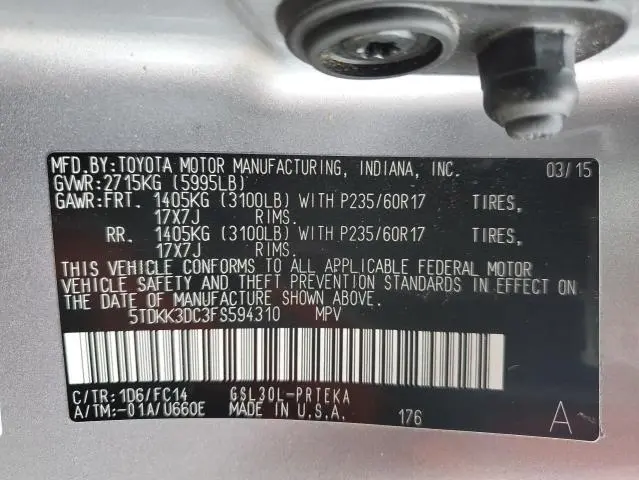 MFD.BY:TOYOTA MOTOR MANUFACTURING, INDIANA, INC. 03/15
GVWR:2715KG (5995LB)
GAWR:FRT. 1405KG (3100LB) WITH P235/60R17 TIRES,
17X7J RIMS.
RR. 1405KG (3100LB) WITH P235/60R17 TIRES,
17X7J RIMS.
THIS VEHICLE CONFORMS TO ALL APPLICABLE FEDERAL MOTOR
VEHICLE SAFETY AND THEFT PREVENTION STANDARDS IN EFFECT
ON THE DATE OF MANUFACTURE SHOWN ABOVE.
5TDKK3DC3FS594310 MPV
C/TR:1D6/FC14 GSL30L-PRTEKA
A/TM:-01A/U660E MADE IN U.S.A. 176 A